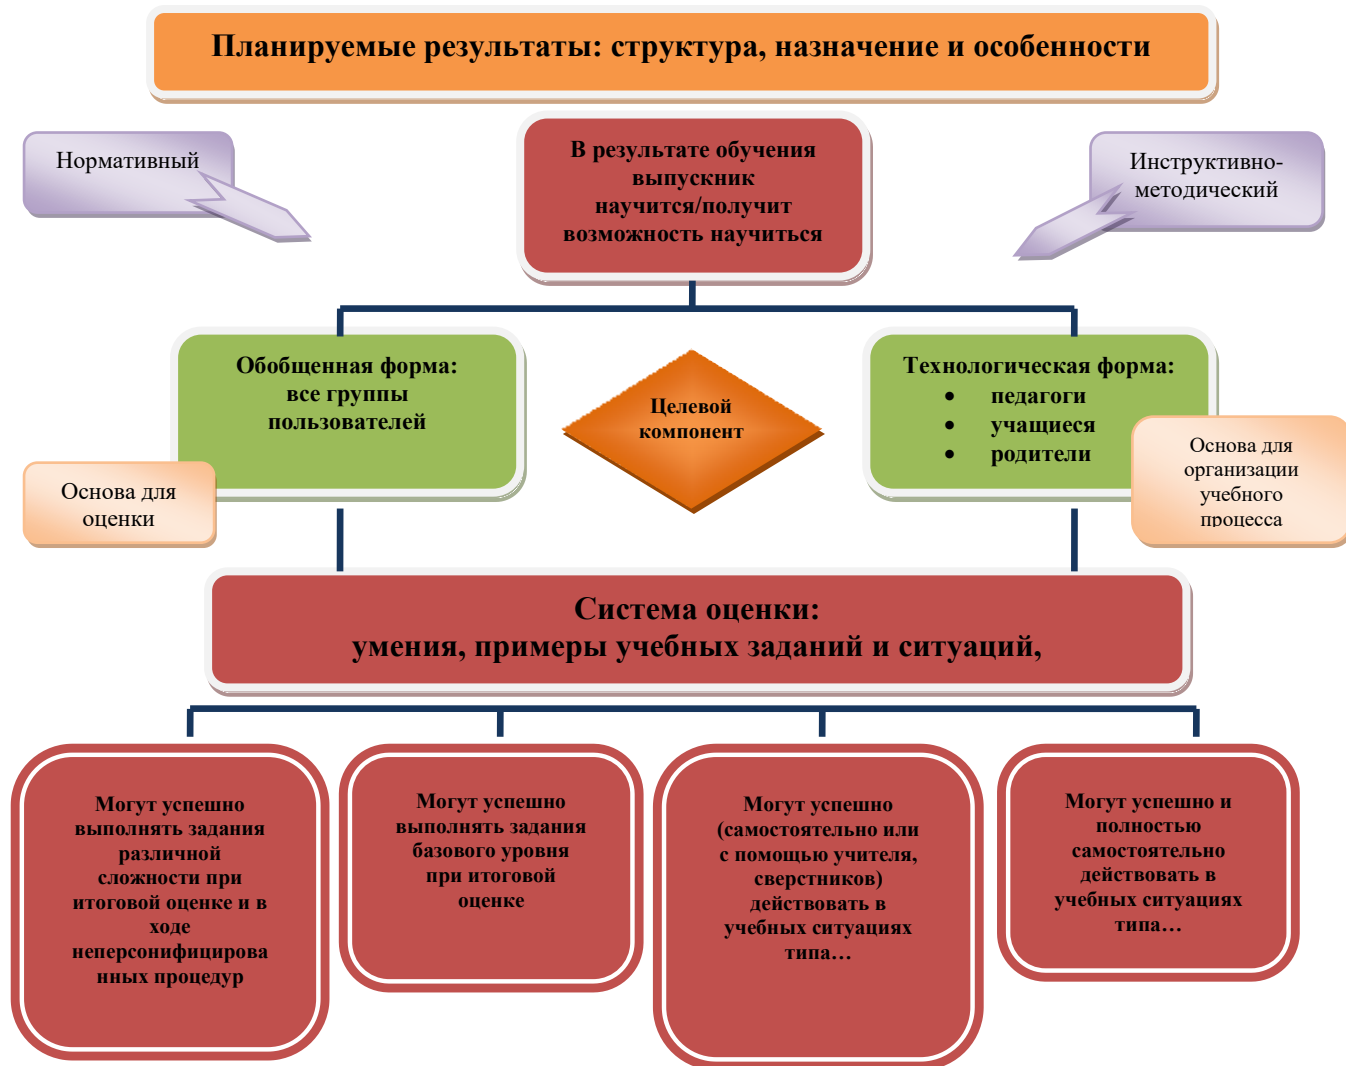 Планируемые результаты: структура, назначение и особенности
Нормативный
В результате обучения
выпускник
научится/получит
возможность научиться
Инструктивно-
методический
Обобщенная форма:
все группы
пользователей
Целевой
компонент
Технологическая форма:
• педагоги
• учащиеся
• родители
Основа для
оценки
Основа для
организации
учебного
процесса
Система оценки:
умения, примеры учебных заданий и ситуаций,
Могут успешно
выполнять задания
различной
сложности при
итоговой оценке и в
ходе
неперсонифицирова
нных процедур
Могут успешно
выполнять задания
базового уровня
при итоговой
оценке
Могут успешно
(самостоятельно или
с помощью учителя,
сверстников)
действовать в
учебных ситуациях
типа…
Могут успешно и
полностью
самостоятельно
действовать в
учебных ситуациях
типа…